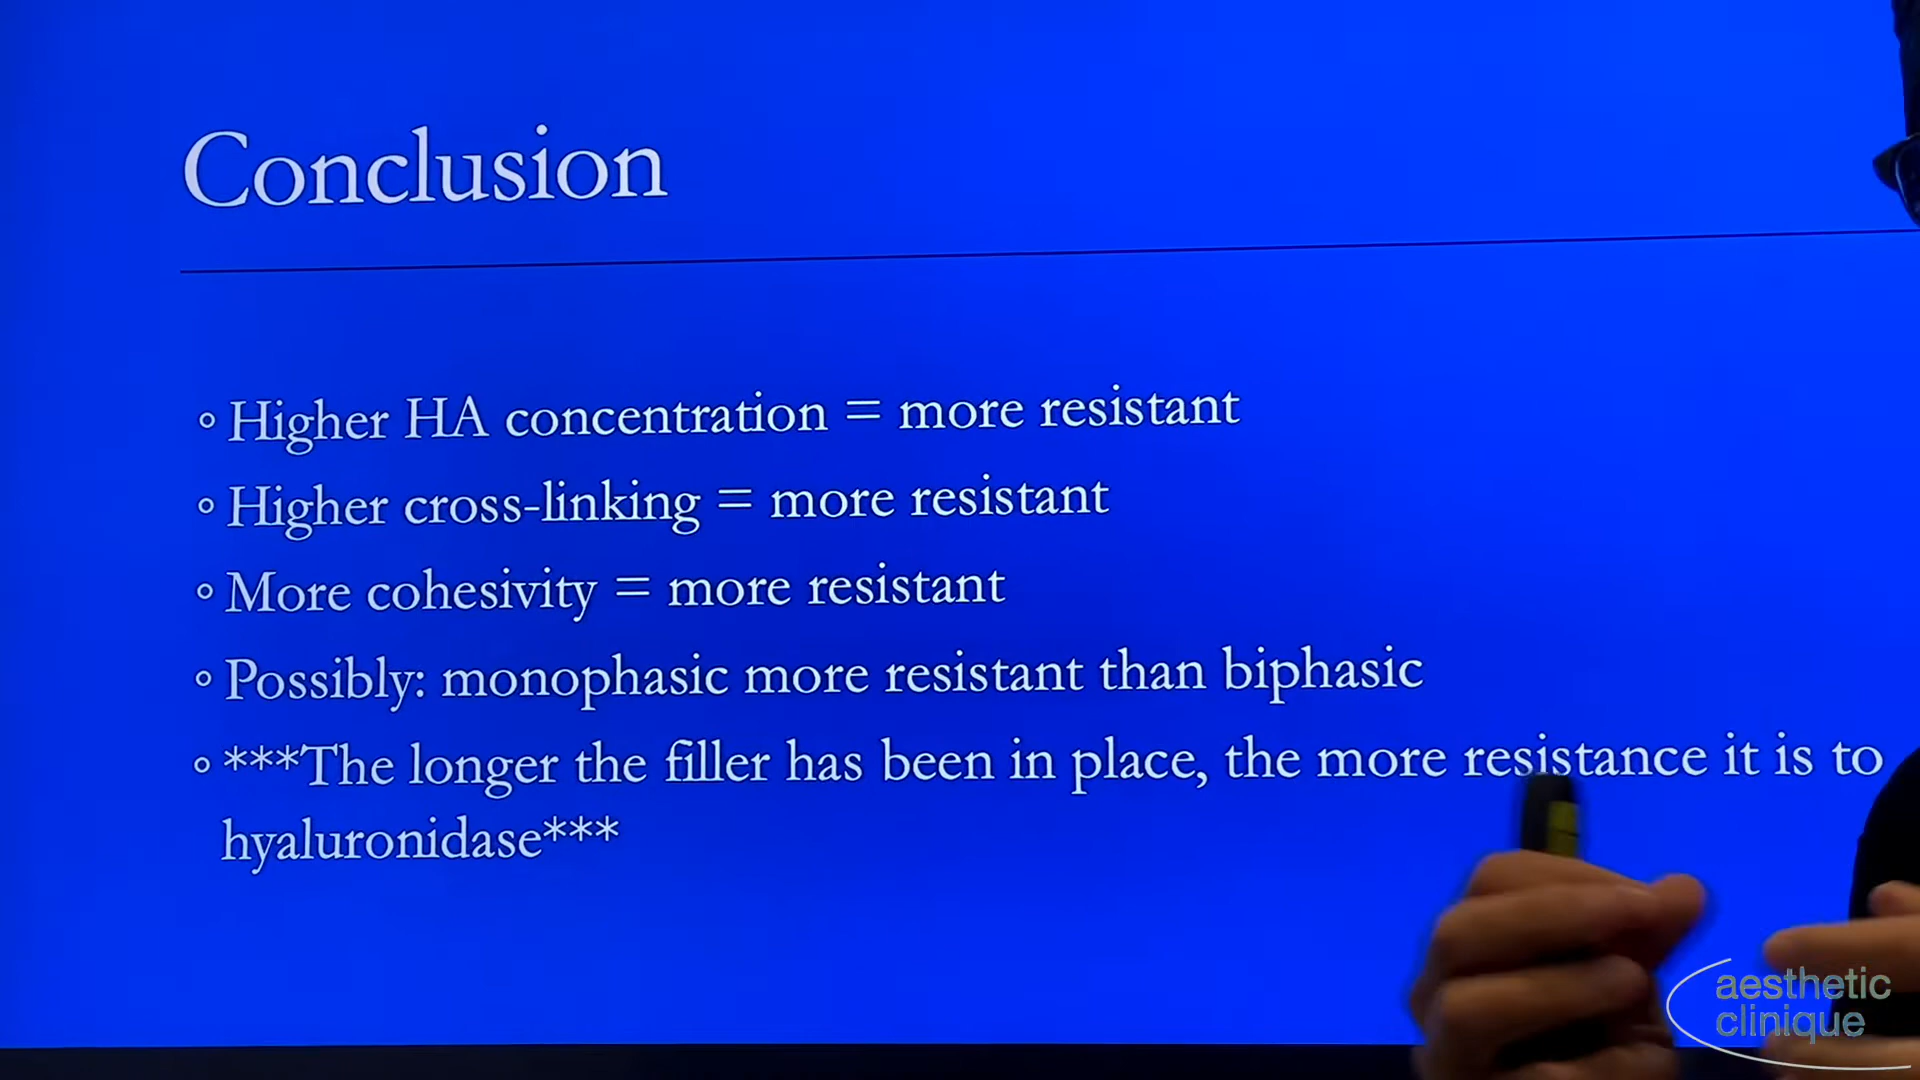 Conclusion
◦ Higher HA concentration = more resistant
◦ Higher cross-linking = more resistant
◦ More cohesivity = more resistant
◦ Possibly: monophasic more resistant than biphasic
◦ ***The longer the filler has been in place, the more resistance it is to
hyaluronidase***
aesthetic
clinique